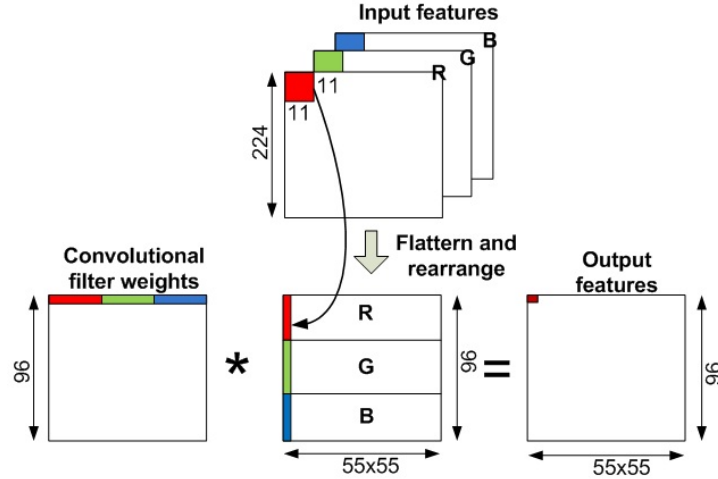 Input features
B
G
R
11
11
224
Convolutional
filter weights
Flattern and
rearrange
Output
features
96
*
R
G
B
96
=
96
55x55
55x55